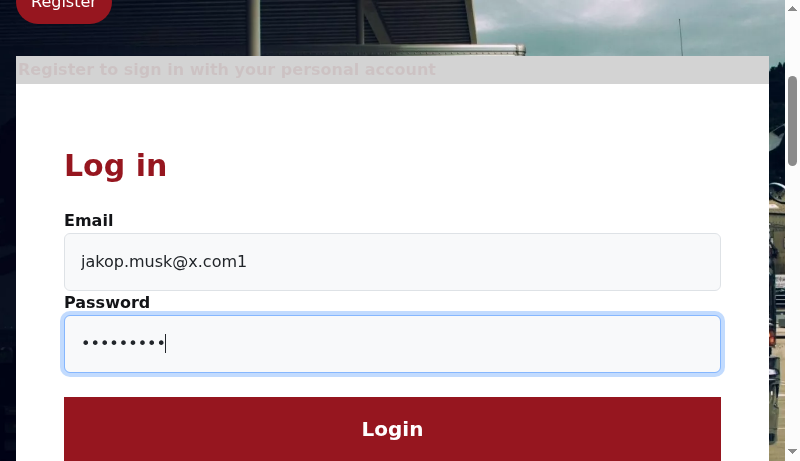 Register
Register to sign in with your personal account
Log in
Email
jakop.musk@x.com1
Password
•••••••••
Login